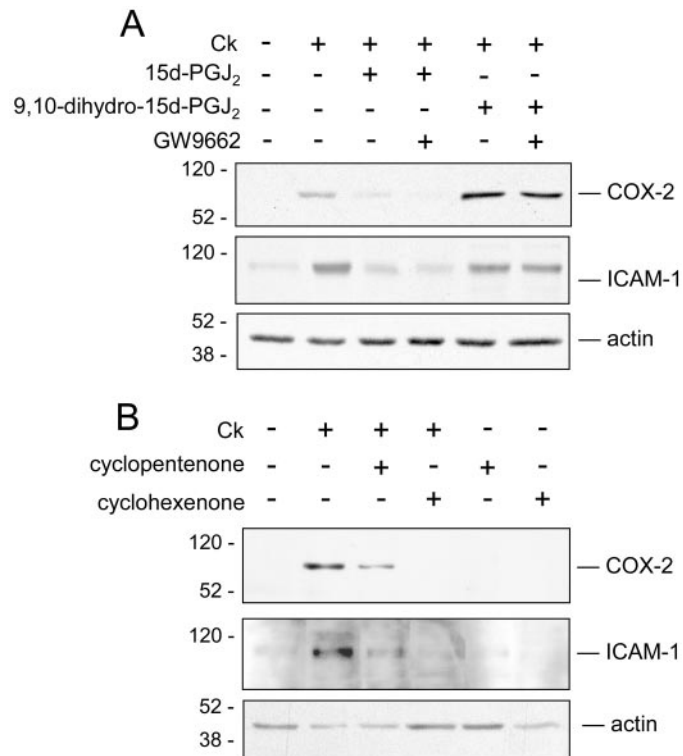 A
Ck - + + + + +
15d-PGJ₂ - - + + - -
9,10-dihydro-15d-PGJ₂ - - - - + +
GW9662 - - - + - +
120 -
— COX-2
52 -
120 -
— ICAM-1
52 -
— actin
38 -
B
Ck - + + + - -
cyclopentenone - - + - + -
cyclohexenone - - - + - +
120 -
— COX-2
52 -
120 -
— ICAM-1
52 -
— actin
38 -